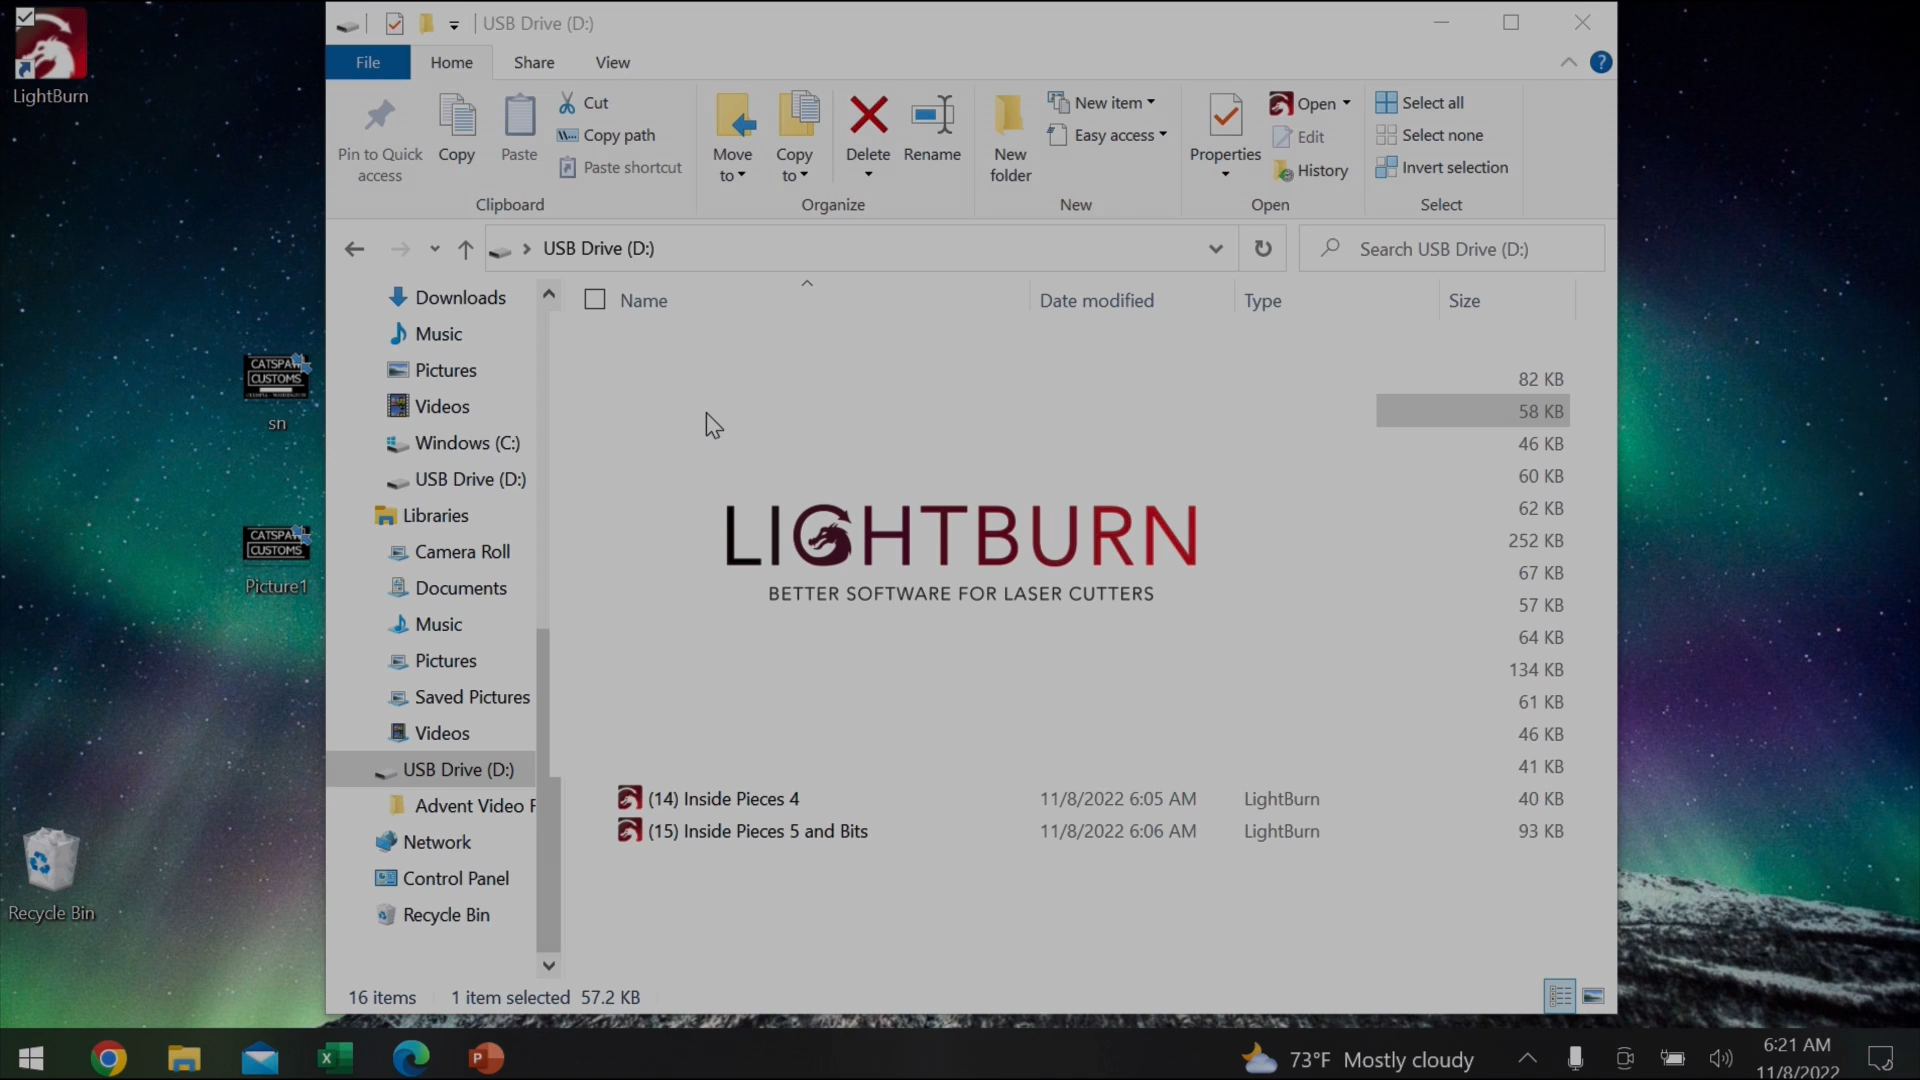 LightBurn
USB Drive (D:)
File
Home
Share
View
?
Pin to Quick access
Copy
Paste
Cut
Copy path
Paste shortcut
Clipboard
Move to
Copy to
Delete
Rename
Organize
New folder
New item
Easy access
New
Properties
Open
Edit
History
Open
Select all
Select none
Invert selection
Select
USB Drive (D:)
Search USB Drive (D:)
Downloads
Music
Pictures
Videos
Windows (C:)
USB Drive (D:)
Libraries
Camera Roll
Documents
Music
Pictures
Saved Pictures
Videos
USB Drive (D:)
Advent Video F
Network
Control Panel
Recycle Bin
Name
Date modified
Type
Size
82 KB
58 KB
46 KB
60 KB
62 KB
252 KB
67 KB
57 KB
64 KB
134 KB
61 KB
46 KB
41 KB
(14) Inside Pieces 4 11/8/2022 6:05 AM LightBurn 40 KB
(15) Inside Pieces 5 and Bits 11/8/2022 6:06 AM LightBurn 93 KB
LIGHTBURN
BETTER SOFTWARE FOR LASER CUTTERS
16 items
1 item selected 57.2 KB
CATSPAW
CUSTOMS
sn
CATSPAW
CUSTOMS
Picture1
Recycle Bin
73°F Mostly cloudy
6:21 AM
11/8/2022